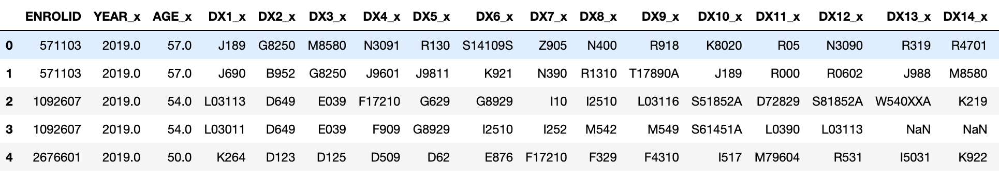 ENROLID YEAR_x AGE_x DX1_x DX2_x DX3_x DX4_x DX5_x DX6_x DX7_x DX8_x DX9_x DX10_x DX11_x DX12_x DX13_x DX14_x
0 571103 2019.0 57.0 J189 G8250 M8580 N3091 R130 S14109S Z905 N400 R918 K8020 R05 N3090 R319 R4701
1 571103 2019.0 57.0 J690 B952 G8250 J9601 J9811 K921 N390 R1310 T17890A J189 R000 R0602 J988 M8580
2 1092607 2019.0 54.0 L03113 D649 E039 F17210 G629 G8929 I10 I2510 L03116 S51852A D72829 S81852A W540XXA K219
3 1092607 2019.0 54.0 L03011 D649 E039 F909 G8929 I2510 I252 M542 M549 S61451A L0390 L03113 NaN NaN
4 2676601 2019.0 50.0 K264 D123 D125 D509 D62 E876 F17210 F329 F4310 I517 M79604 R531 I5031 K922